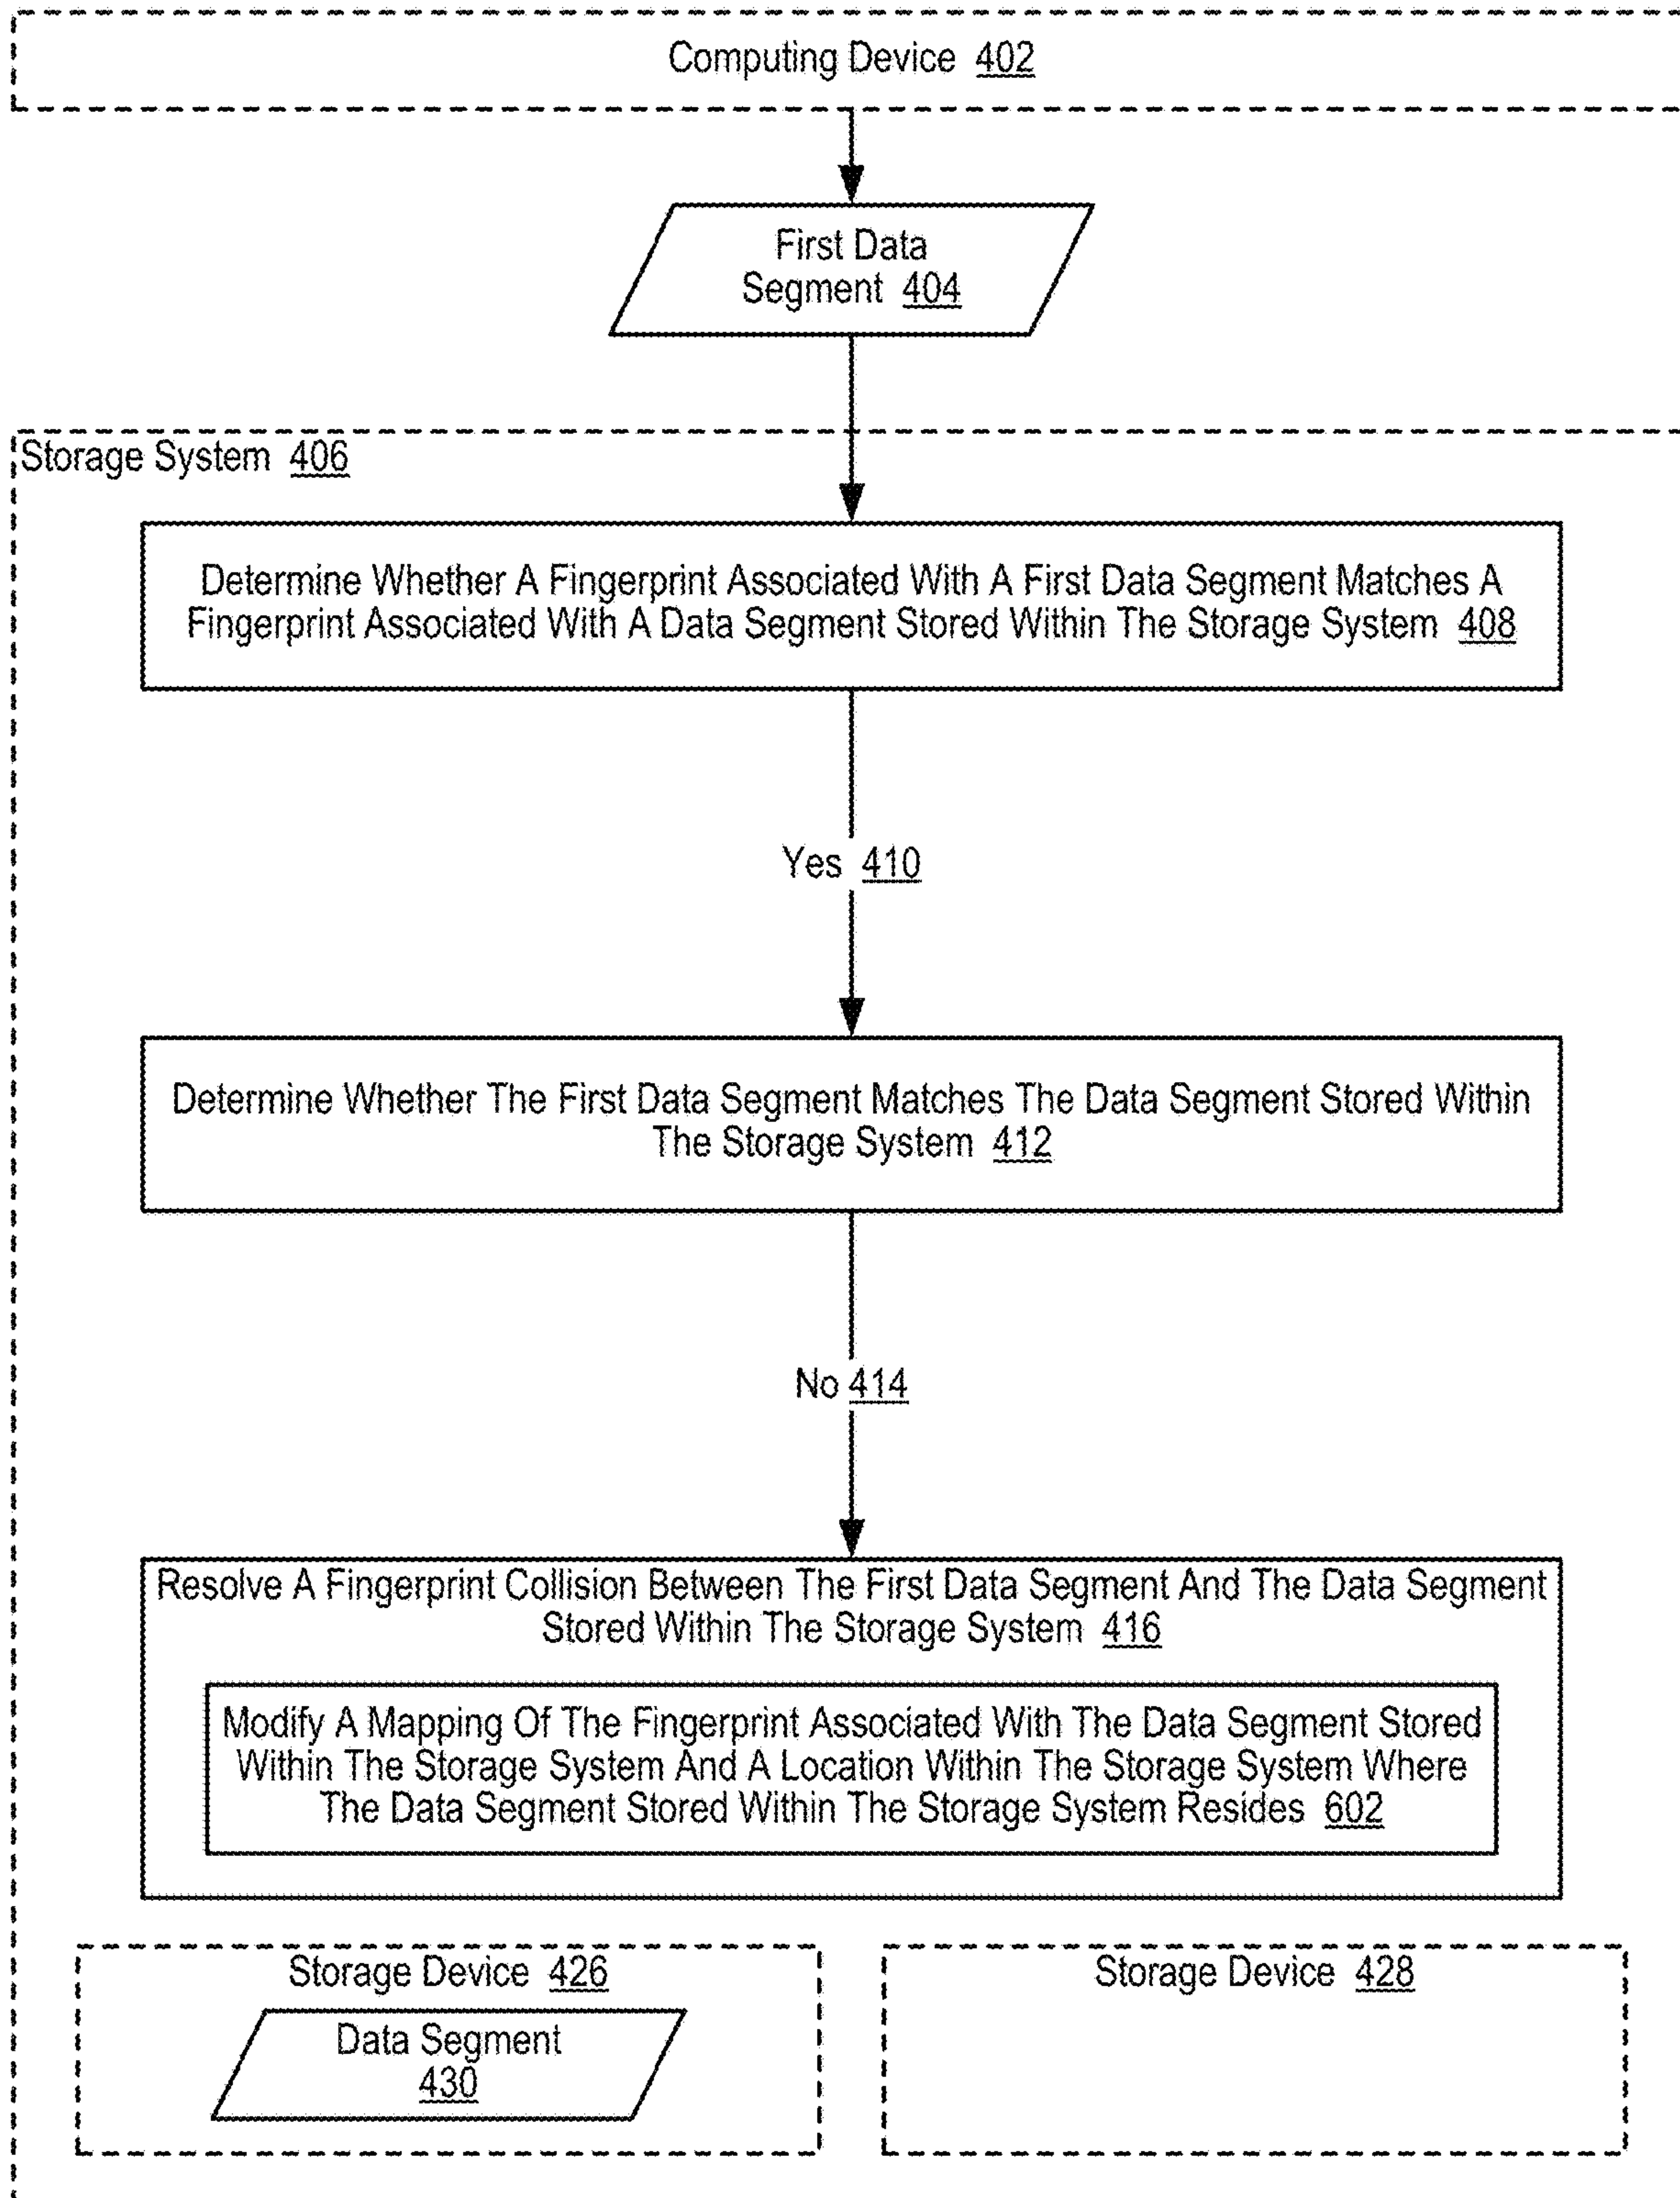 Computing Device 402
First Data
Segment 404
Storage System 406
Determine Whether A Fingerprint Associated With A First Data Segment Matches A
Fingerprint Associated With A Data Segment Stored Within The Storage System 408
Yes 410
Determine Whether The First Data Segment Matches The Data Segment Stored Within
The Storage System 412
No 414
Resolve A Fingerprint Collision Between The First Data Segment And The Data Segment
Stored Within The Storage System 416
Modify A Mapping Of The Fingerprint Associated With The Data Segment Stored
Within The Storage System And A Location Within The Storage System Where
The Data Segment Stored Within The Storage System Resides 602
Storage Device 426
Data Segment
430
Storage Device 428